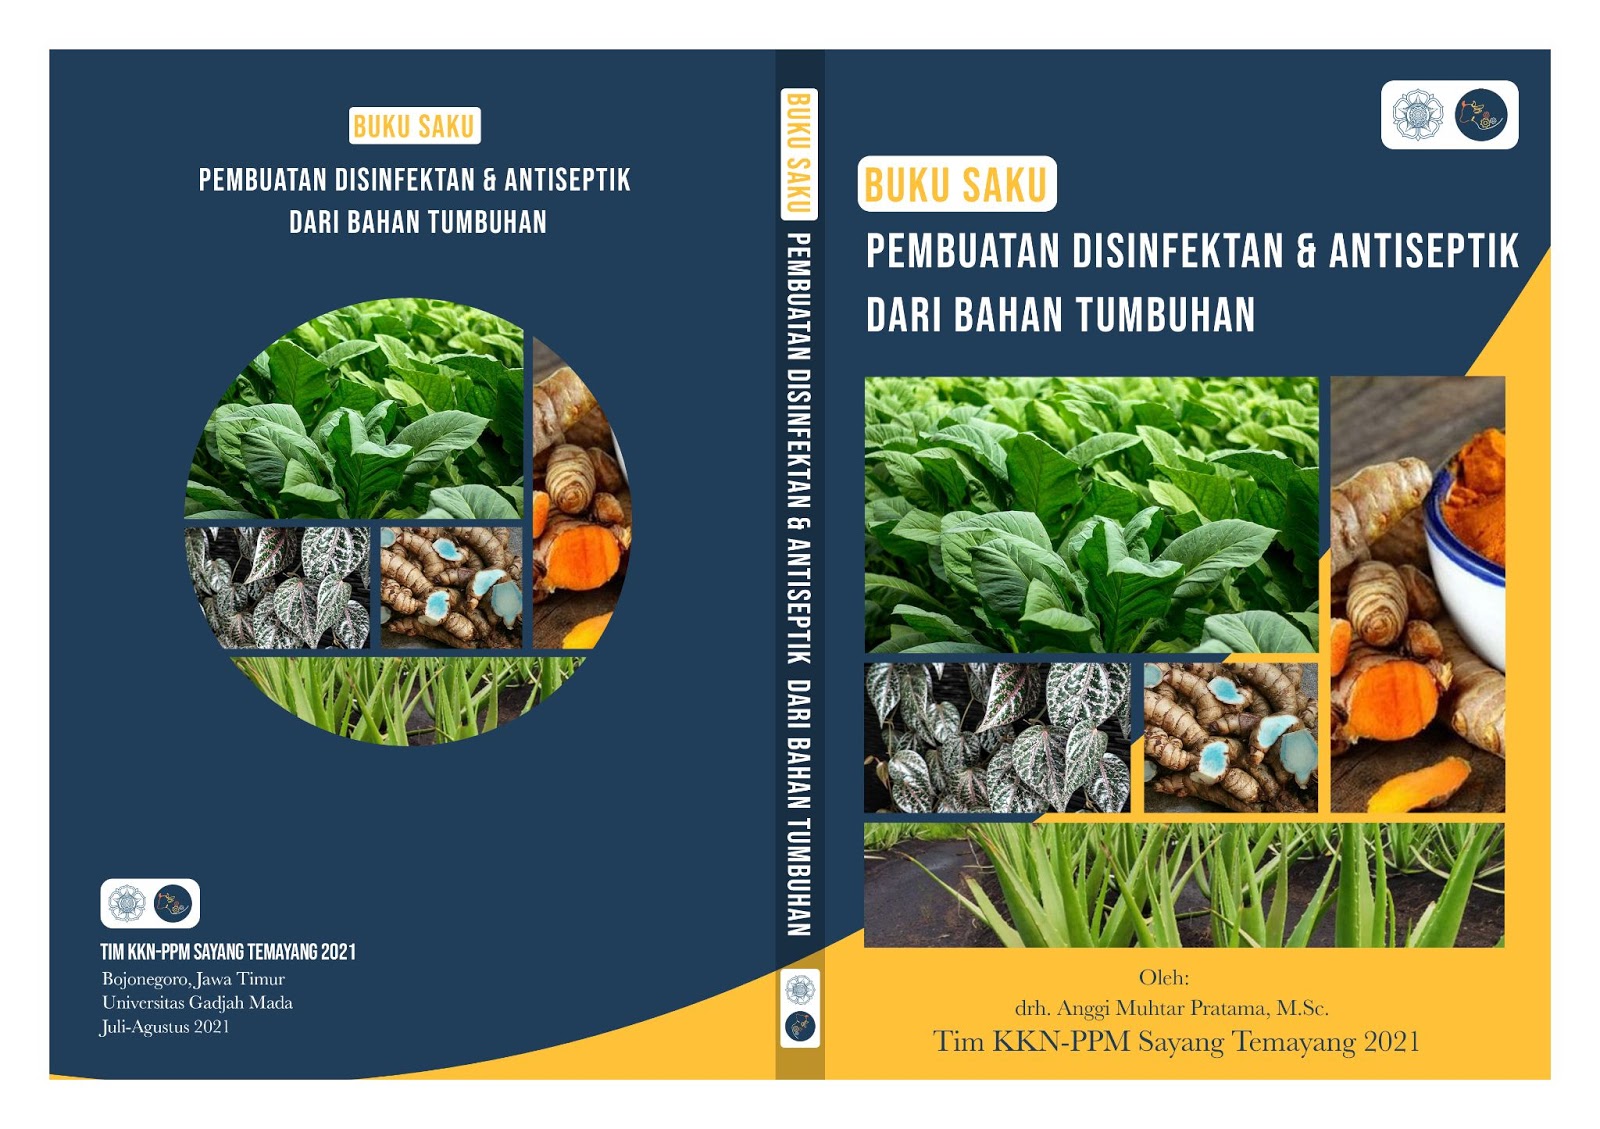 BUKU SAKU
PEMBUATAN DISINFEKTAN & ANTISEPTIK
DARI BAHAN TUMBUHAN
TIM KKN-PPM SAYANG TEMAYANG 2021
Bojonegoro, Jawa Timur
Universitas Gadjah Mada
Juli-Agustus 2021
BUKU SAKU PEMBUATAN DISINFEKTAN & ANTISEPTIK DARI BAHAN TUMBUHAN
BUKU SAKU
PEMBUATAN DISINFEKTAN & ANTISEPTIK
DARI BAHAN TUMBUHAN
Oleh:
drh. Anggi Muhtar Pratama, M.Sc.
Tim KKN-PPM Sayang Temayang 2021